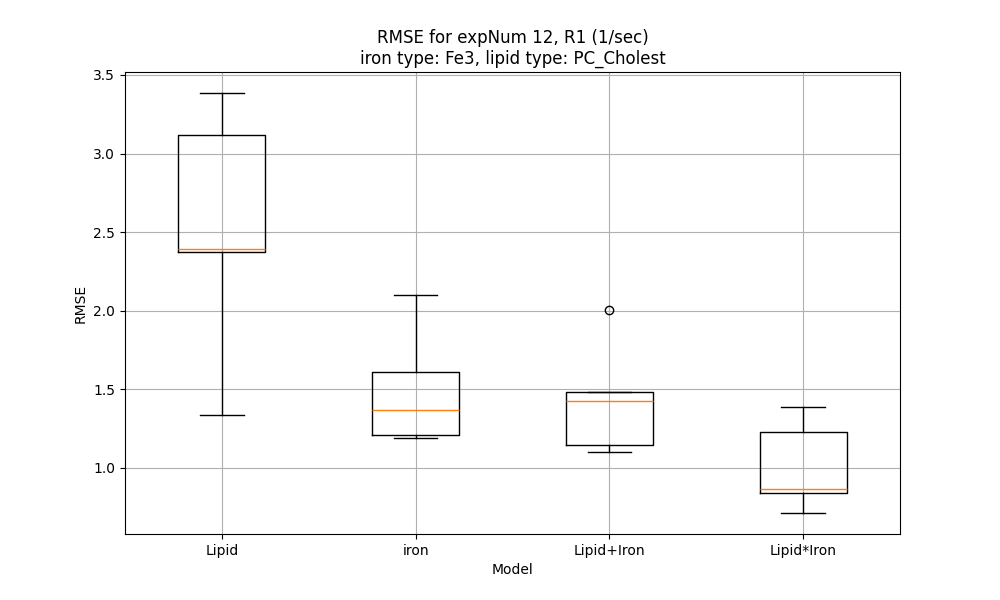 RMSE for expNum 12, R1 (1/sec)
iron type: Fe3, lipid type: PC_Cholest
RMSE
3.5
3.0
2.5
2.0
1.5
1.0
Lipid
iron
Lipid+Iron
Lipid*Iron
Model